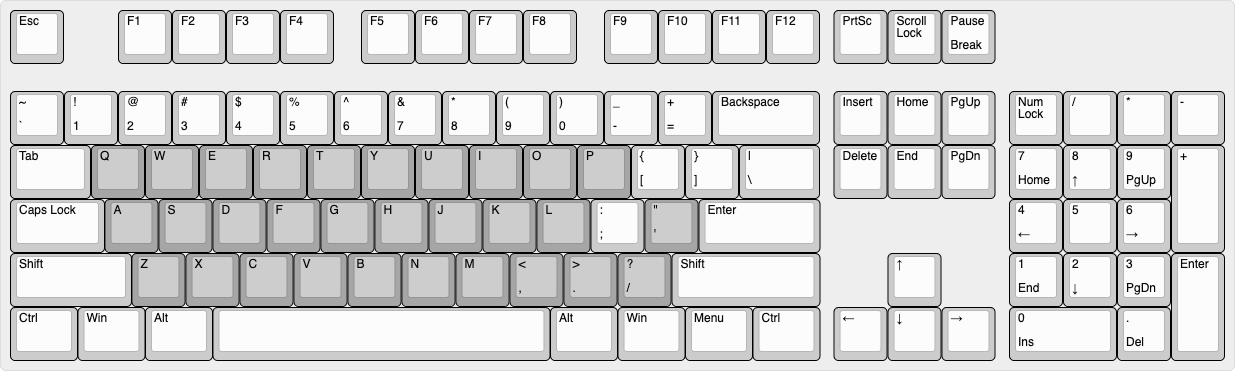 Esc F1 F2 F3 F4 F5 F6 F7 F8 F9 F10 F11 F12 PrtSc Scroll Lock Pause Break
~ ` ! 1 @ 2 # 3 $ 4 % 5 ^ 6 & 7 * 8 ( 9 ) 0 _ - + = Backspace Insert Home PgUp Num Lock / * -
Tab Q W E R T Y U I O P { [ } ] | \ Delete End PgDn 7 Home 8 ↑ 9 PgUp +
Caps Lock A S D F G H J K L : ; " ' Enter 4 ← 5 6 →
Shift Z X C V B N M < , > . ? / Shift ↑ 1 End 2 ↓ 3 PgDn Enter
Ctrl Win Alt Alt Win Menu Ctrl ← ↓ → 0 Ins . Del